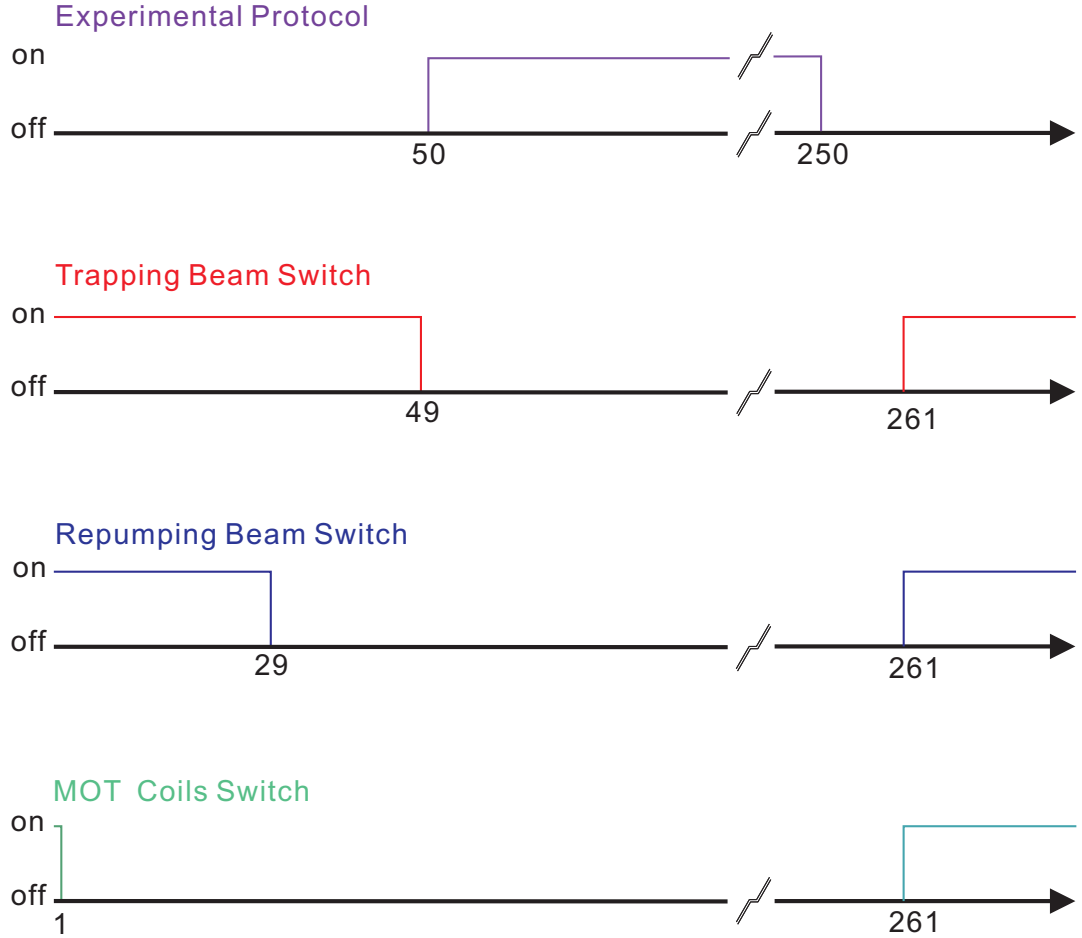 Experimental Protocol
on
off
50
250
Trapping Beam Switch
on
off
49
261
Repumping Beam Switch
on
off
29
261
MOT Coils Switch
on
off
1
261